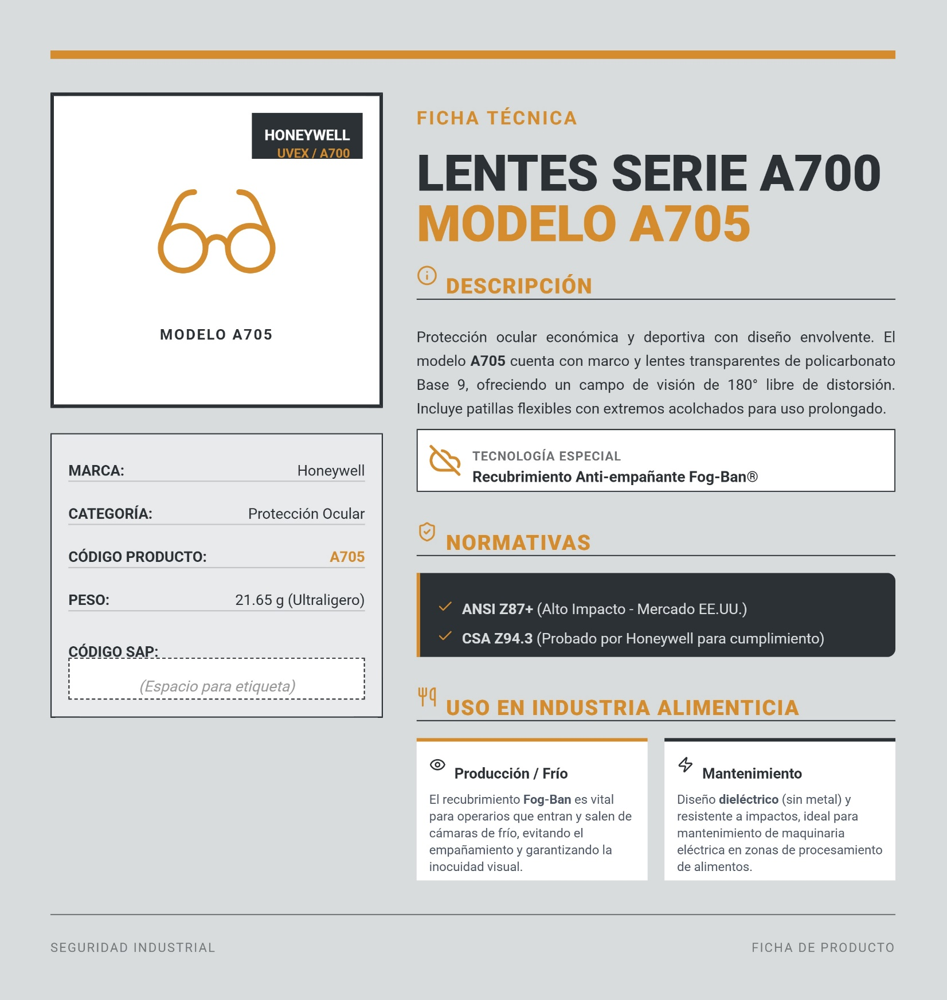 HONEYWELL
UVEX / A700
MODELO A705
MARCA: Honeywell
CATEGORÍA: Protección Ocular
CÓDIGO PRODUCTO: A705
PESO: 21.65 g (Ultraligero)
CÓDIGO SAP:
(Espacio para etiqueta)
FICHA TÉCNICA
LENTES SERIE A700
MODELO A705
DESCRIPCIÓN
Protección ocular económica y deportiva con diseño envolvente. El
modelo A705 cuenta con marco y lentes transparentes de policarbonato
Base 9, ofreciendo un campo de visión de 180° libre de distorsión.
Incluye patillas flexibles con extremos acolchados para uso prolongado.
TECNOLOGÍA ESPECIAL
Recubrimiento Anti-empañante Fog-Ban®
NORMATIVAS
ANSI Z87+ (Alto Impacto - Mercado EE.UU.)
CSA Z94.3 (Probado por Honeywell para cumplimiento)
USO EN INDUSTRIA ALIMENTICIA
Producción / Frío
El recubrimiento Fog-Ban es vital
para operarios que entran y salen de
cámaras de frío, evitando el
empañamiento y garantizando la
inocuidad visual.
Mantenimiento
Diseño dieléctrico (sin metal) y
resistente a impactos, ideal para
mantenimiento de maquinaria
eléctrica en zonas de procesamiento
de alimentos.
SEGURIDAD INDUSTRIAL
FICHA DE PRODUCTO